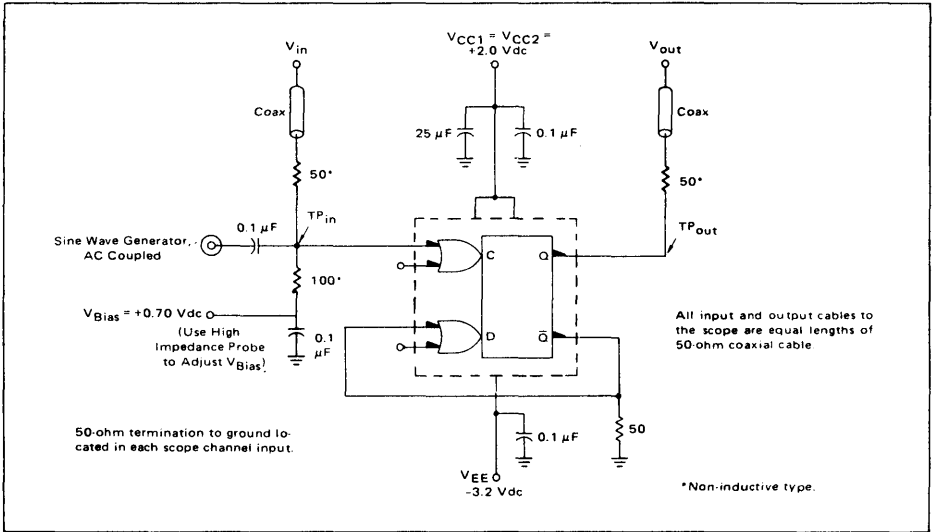 Vin
VCC1 = VCC2 =
+2.0 Vdc
Vout
Coax
25 µF
0.1 µF
Coax
50*
50*
TPin
TPout
0.1 µF
Sine Wave Generator,
AC Coupled
C
Q
100*
VBias = +0.70 Vdc
(Use High
Impedance Probe
to Adjust VBias)
0.1
µF
D
Q̅
All input and output cables to
the scope are equal lengths of
50-ohm coaxial cable.
50-ohm termination to ground lo-
cated in each scope channel input.
0.1 µF
50
VEE
-3.2 Vdc
*Non-inductive type.